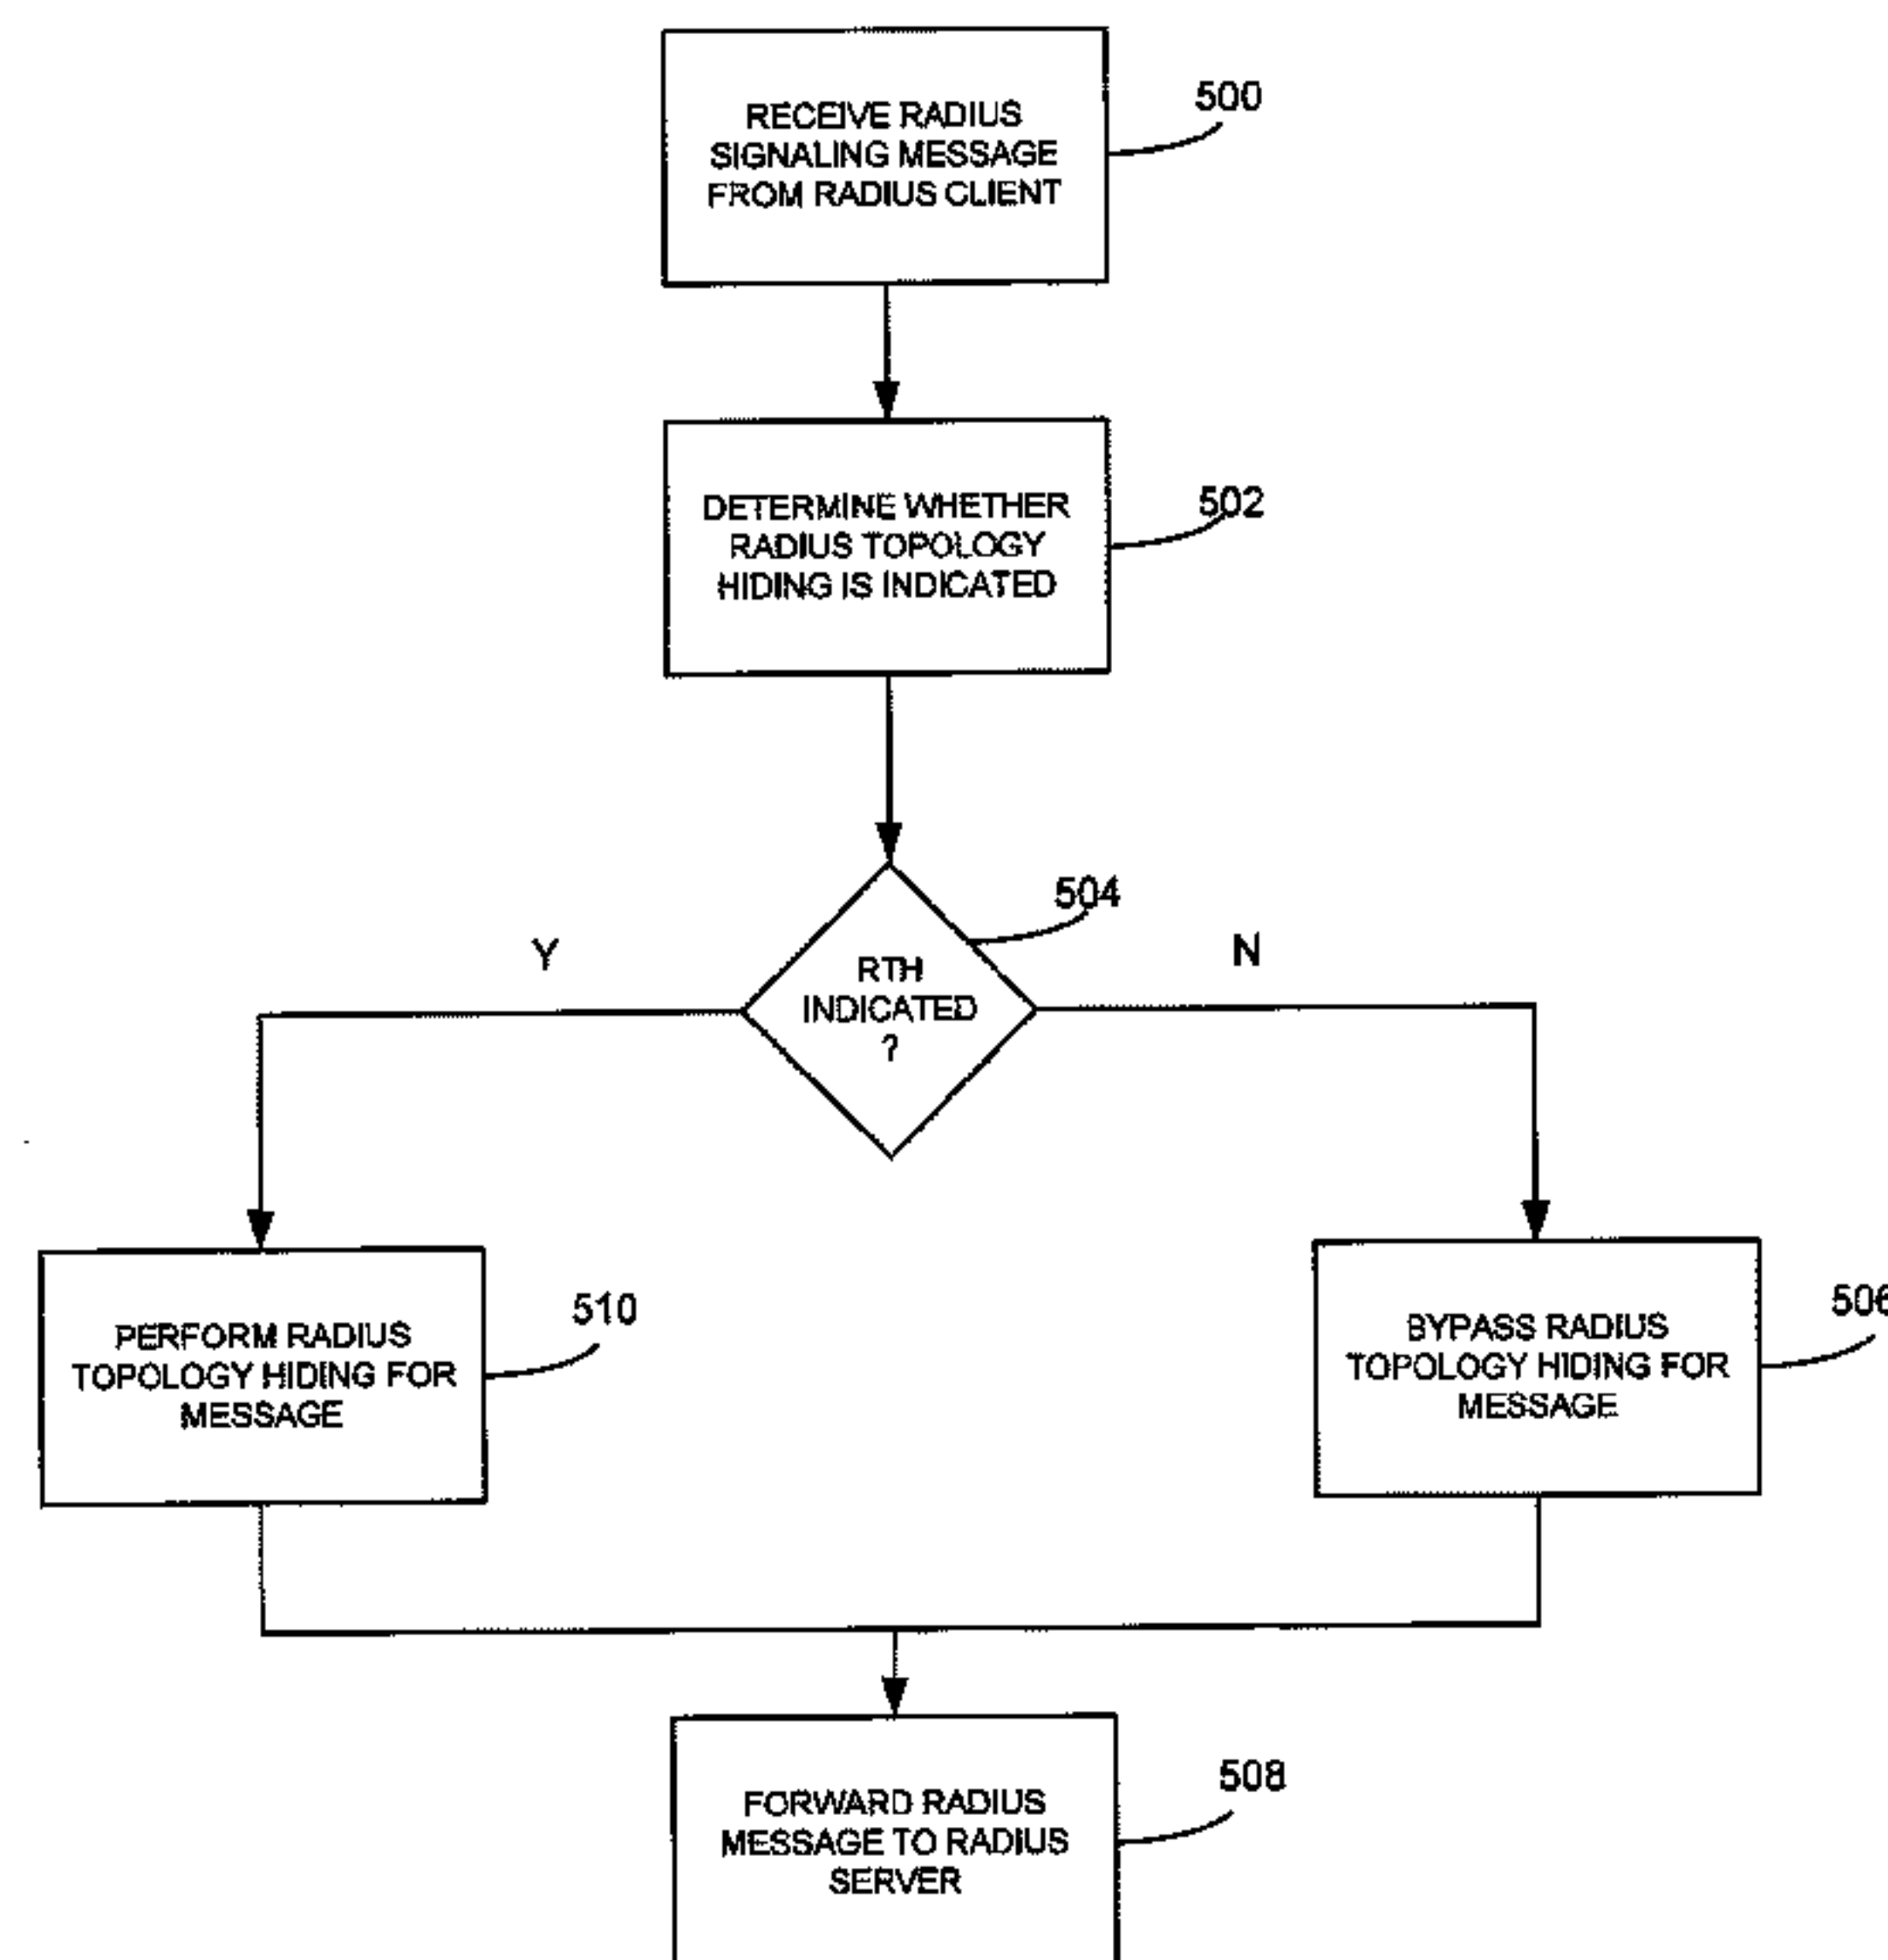 RECEIVE RADIUS
SIGNALING MESSAGE
FROM RADIUS CLIENT
500
DETERMINE WHETHER
RADIUS TOPOLOGY
HIDING IS INDICATED
502
504
Y
N
RTH
INDICATED
?
PERFORM RADIUS
TOPOLOGY HIDING FOR
MESSAGE
510
BYPASS RADIUS
TOPOLOGY HIDING FOR
MESSAGE
506
FORWARD RADIUS
MESSAGE TO RADIUS
SERVER
508